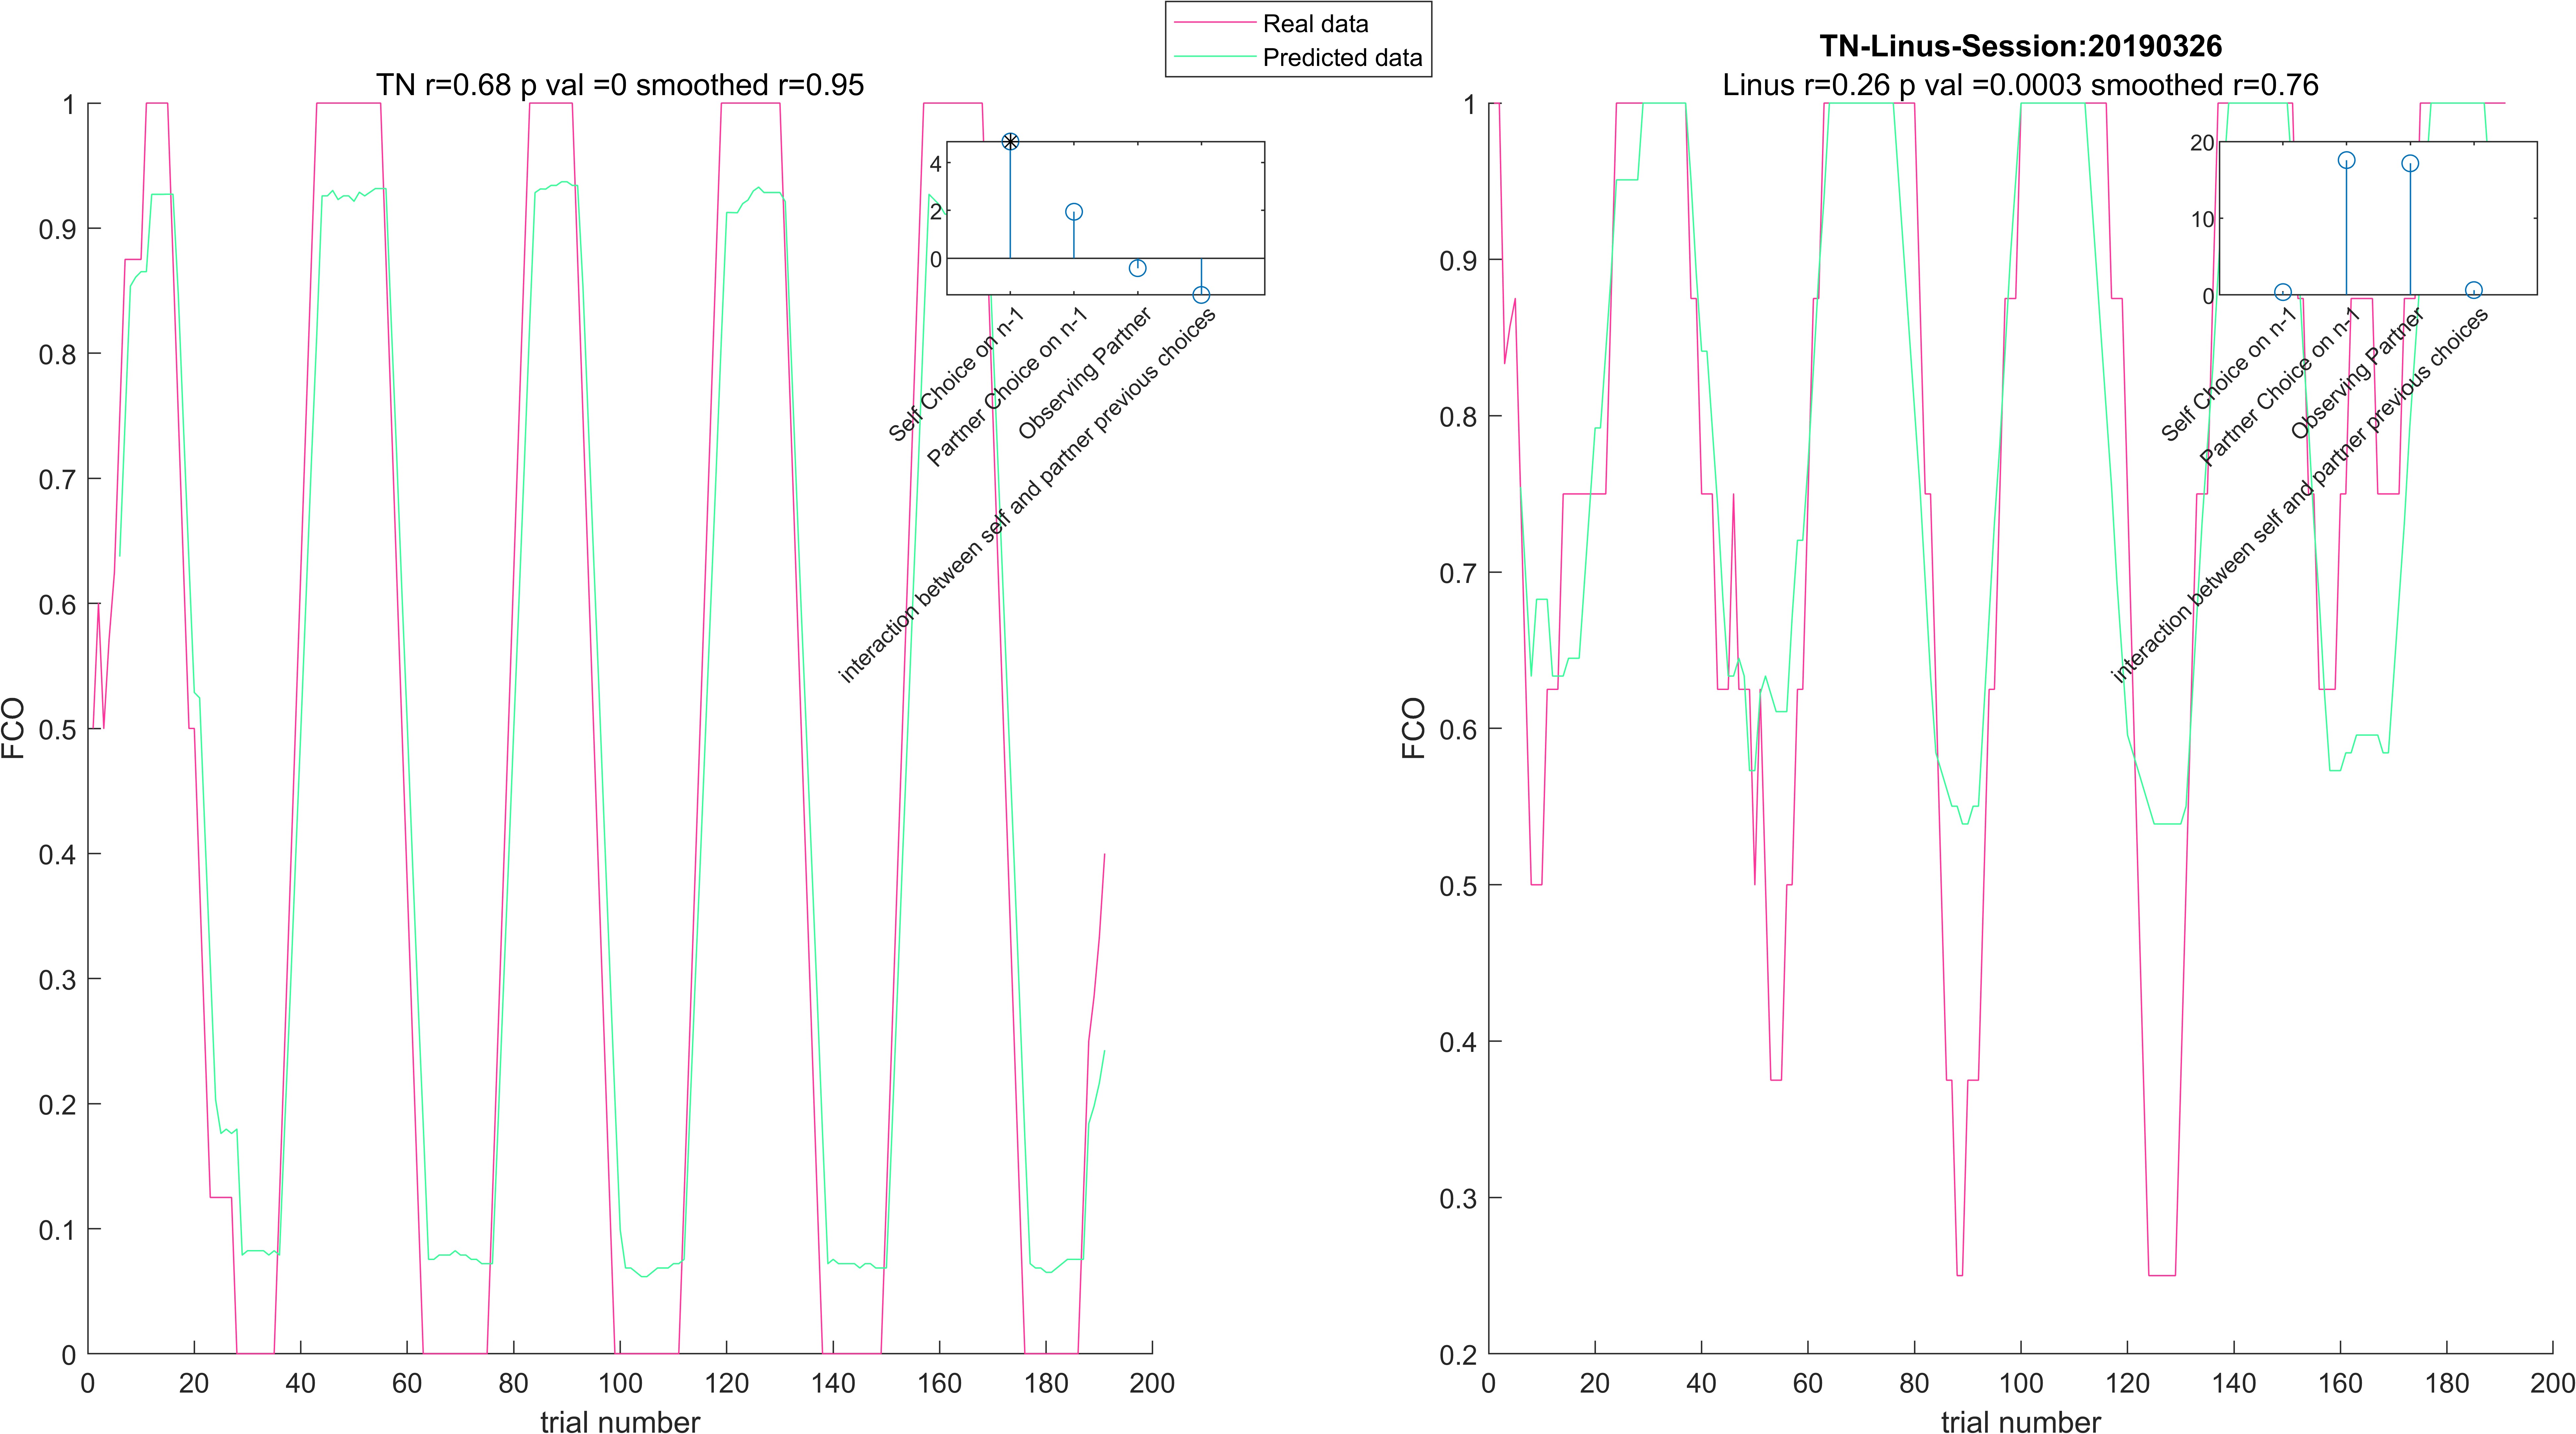 Real data
Predicted data
TN r=0.68 p val =0 smoothed r=0.95
1
0.9
0.8
0.7
0.6
0.5
0.4
0.3
0.2
0.1
0
FCO
0
20
40
60
80
100
120
140
160
180
200
trial number
4
2
0
Self Choice on n-1
Partner Choice on n-1
Observing Partner
interaction between self and partner previous choices
TN-Linus-Session:20190326
Linus r=0.26 p val =0.0003 smoothed r=0.76
1
0.9
0.8
0.7
0.6
0.5
0.4
0.3
0.2
FCO
0
20
40
60
80
100
120
140
160
180
200
trial number
20
10
0
Self Choice on n-1
Partner Choice on n-1
Observing Partner
interaction between self and partner previous choices